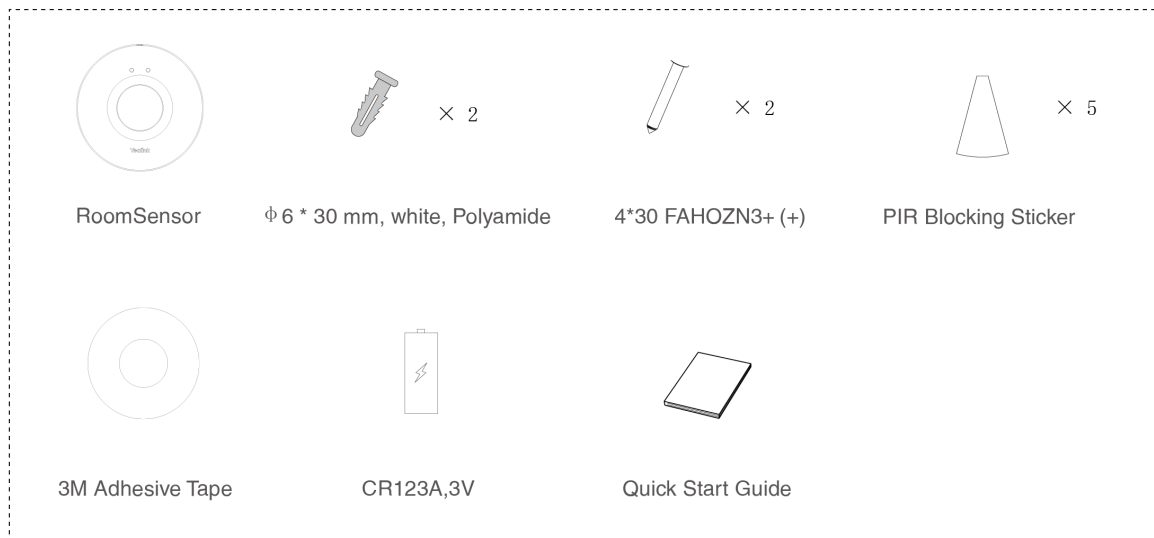 Yealink
× 2
× 2
× 5
RoomSensor
ф 6 * 30 mm, white, Polyamide
4*30 FAHOZN3+ (+)
PIR Blocking Sticker
3M Adhesive Tape
CR123A,3V
Quick Start Guide